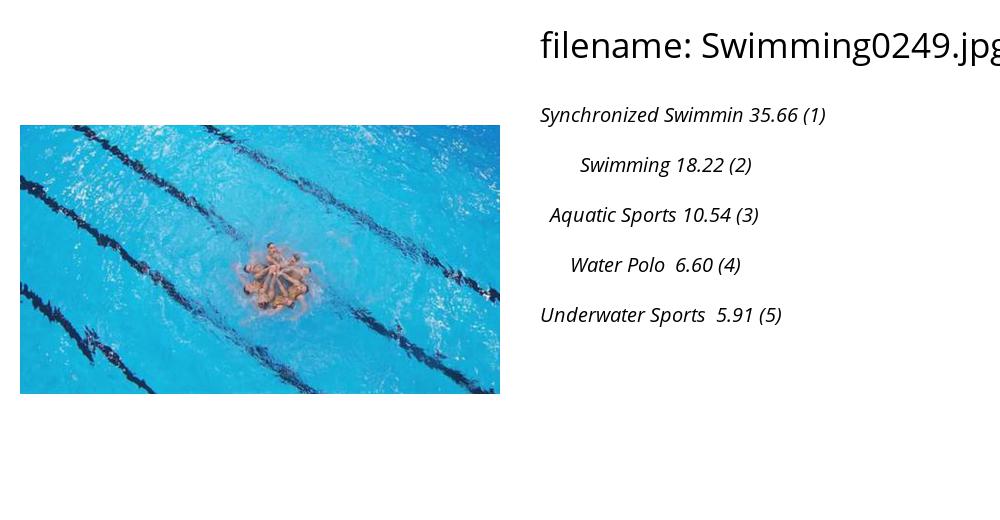 filename: Swimming0249.jpg
Synchronized Swimmin 35.66 (1)
Swimming 18.22 (2)
Aquatic Sports 10.54 (3)
Water Polo 6.60 (4)
Underwater Sports 5.91 (5)